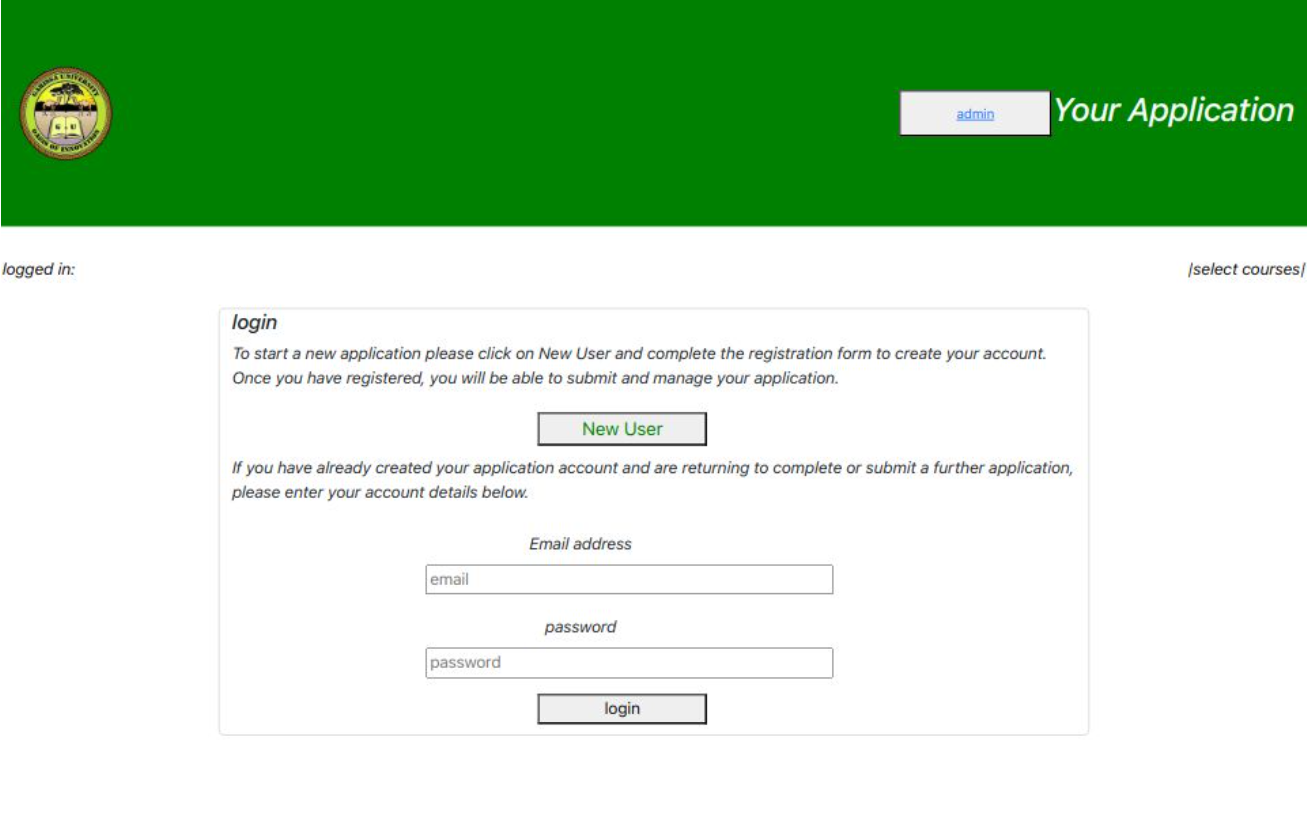 GARISSA UNIVERSITY
G U
OASIS OF INNOVATION
admin
Your Application
logged in:
|select courses|
login
To start a new application please click on New User and complete the registration form to create your account.
Once you have registered, you will be able to submit and manage your application.
New User
If you have already created your application account and are returning to complete or submit a further application,
please enter your account details below.
Email address
email
password
password
login